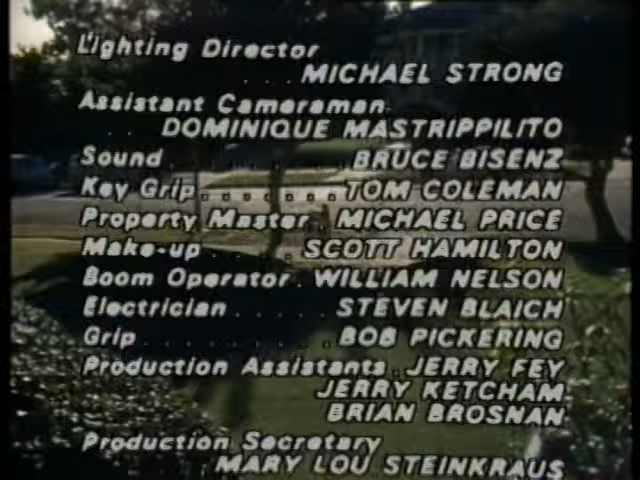 Lighting Director
. . . MICHAEL STRONG
Assistant Cameraman
. . DOMINIQUE MASTRIPPILITO
Sound . . . . . . . . BRUCE BISENZ
Key Grip . . . . . . . TOM COLEMAN
Property Master . MICHAEL PRICE
Make-up . . . . . SCOTT HAMILTON
Boom Operator . WILLIAM NELSON
Electrician . . . . . STEVEN BLAICH
Grip . . . . . . . . . BOB PICKERING
Production Assistants . JERRY FEY
JERRY KETCHAM
BRIAN BROSNAN
Production Secretary
MARY LOU STEINKRAUS